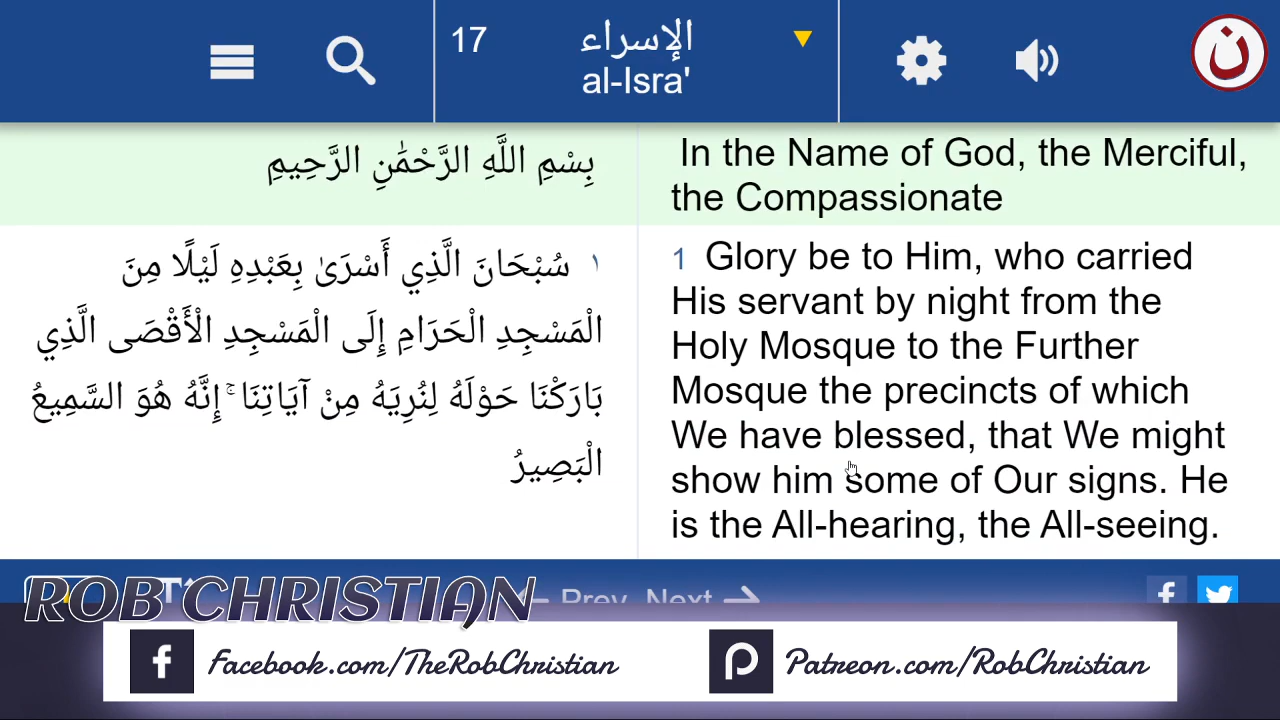 17
الإسراء
al-Isra'
ن
بِسْمِ اللَّهِ الرَّحْمَٰنِ الرَّحِيمِ
In the Name of God, the Merciful,
the Compassionate
١ سُبْحَانَ الَّذِي أَسْرَىٰ بِعَبْدِهِ لَيْلًا مِنَ
الْمَسْجِدِ الْحَرَامِ إِلَى الْمَسْجِدِ الْأَقْصَى الَّذِي
بَارَكْنَا حَوْلَهُ لِنُرِيَهُ مِنْ آيَاتِنَا ۚ إِنَّهُ هُوَ السَّمِيعُ
الْبَصِيرُ
1 Glory be to Him, who carried
His servant by night from the
Holy Mosque to the Further
Mosque the precincts of which
We have blessed, that We might
show him some of Our signs. He
is the All-hearing, the All-seeing.
Prev Next
ROB CHRISTIAN
Facebook.com/TheRobChristian
Patreon.com/RobChristian